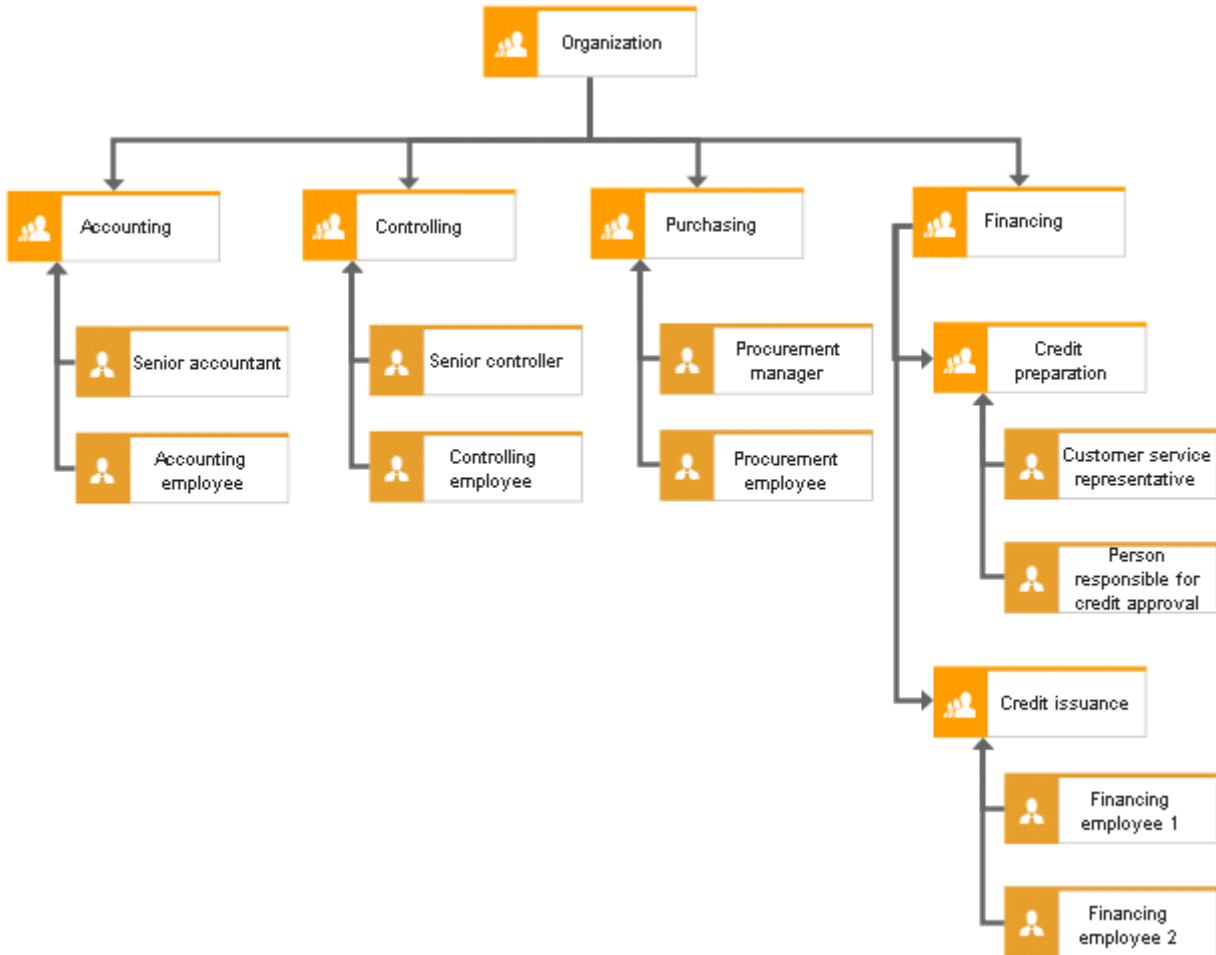 Organization
Accounting
Controlling
Purchasing
Financing
Senior accountant
Senior controller
Procurement
manager
Credit
preparation
Accounting
employee
Controlling
employee
Procurement
employee
Customer service
representative
Person
responsible for
credit approval
Credit issuance
Financing
employee 1
Financing
employee 2